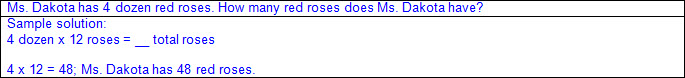 Ms. Dakota has 4 dozen red roses. How many red roses does Ms. Dakota have?
Sample solution:
4 dozen x 12 roses = __ total roses
4 x 12 = 48; Ms. Dakota has 48 red roses.